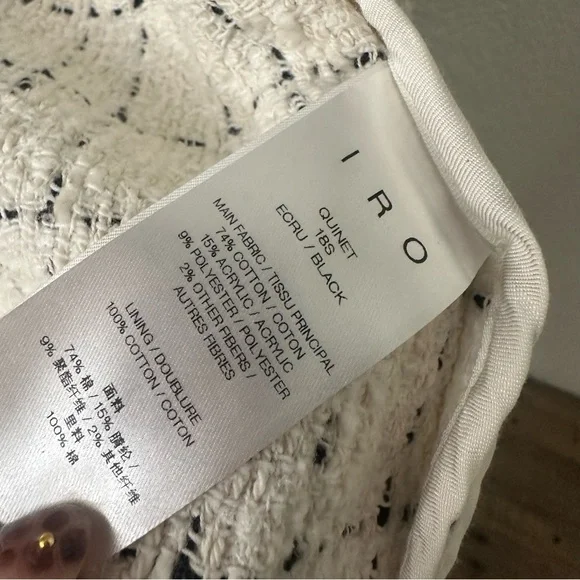 IRO
QUINET
18S
ECRU / BLACK
MAIN FABRIC / TISSU PRINCIPAL
74% COTTON / COTON
15% ACRYLIC / ACRYLIC
9% POLYESTER / POLYESTER
2% OTHER FIBERS /
AUTRES FIBRES
LINING / DOUBLURE
100% COTTON / COTON
面料
74% 棉 / 15% 腈纶 /
9% 聚酯纤维 / 2% 其他纤维
里料
100% 棉